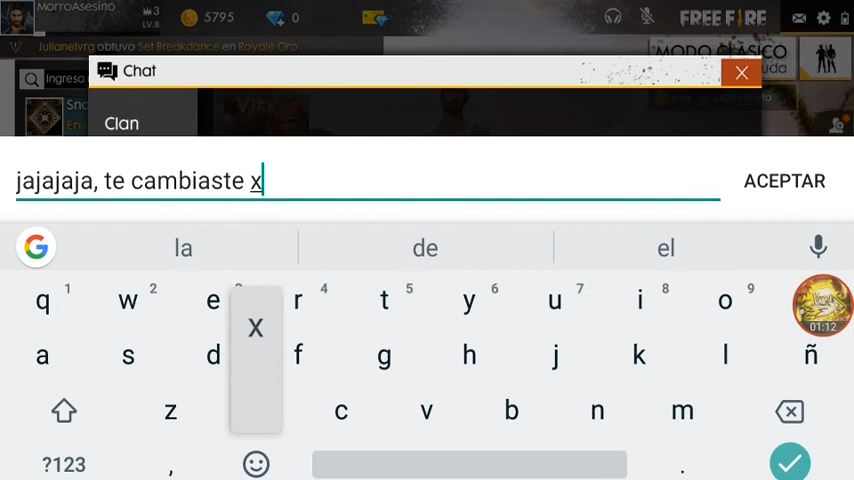 MorroAsesino
3
LV.8
5795
0
FREE FIRE
Julianelvrg obtuvo Set Breakdance en Royale Oro
MODO CLÁSICO
Ingresa
Chat
Clan
jajajaja, te cambiaste x
ACEPTAR
la de el
q 1 w 2 e 3 r 4 t 5 y 6 u 7 i 8 o 9
01:12
a s d f g h j k l ñ
x
z c v b n m
?123 , .